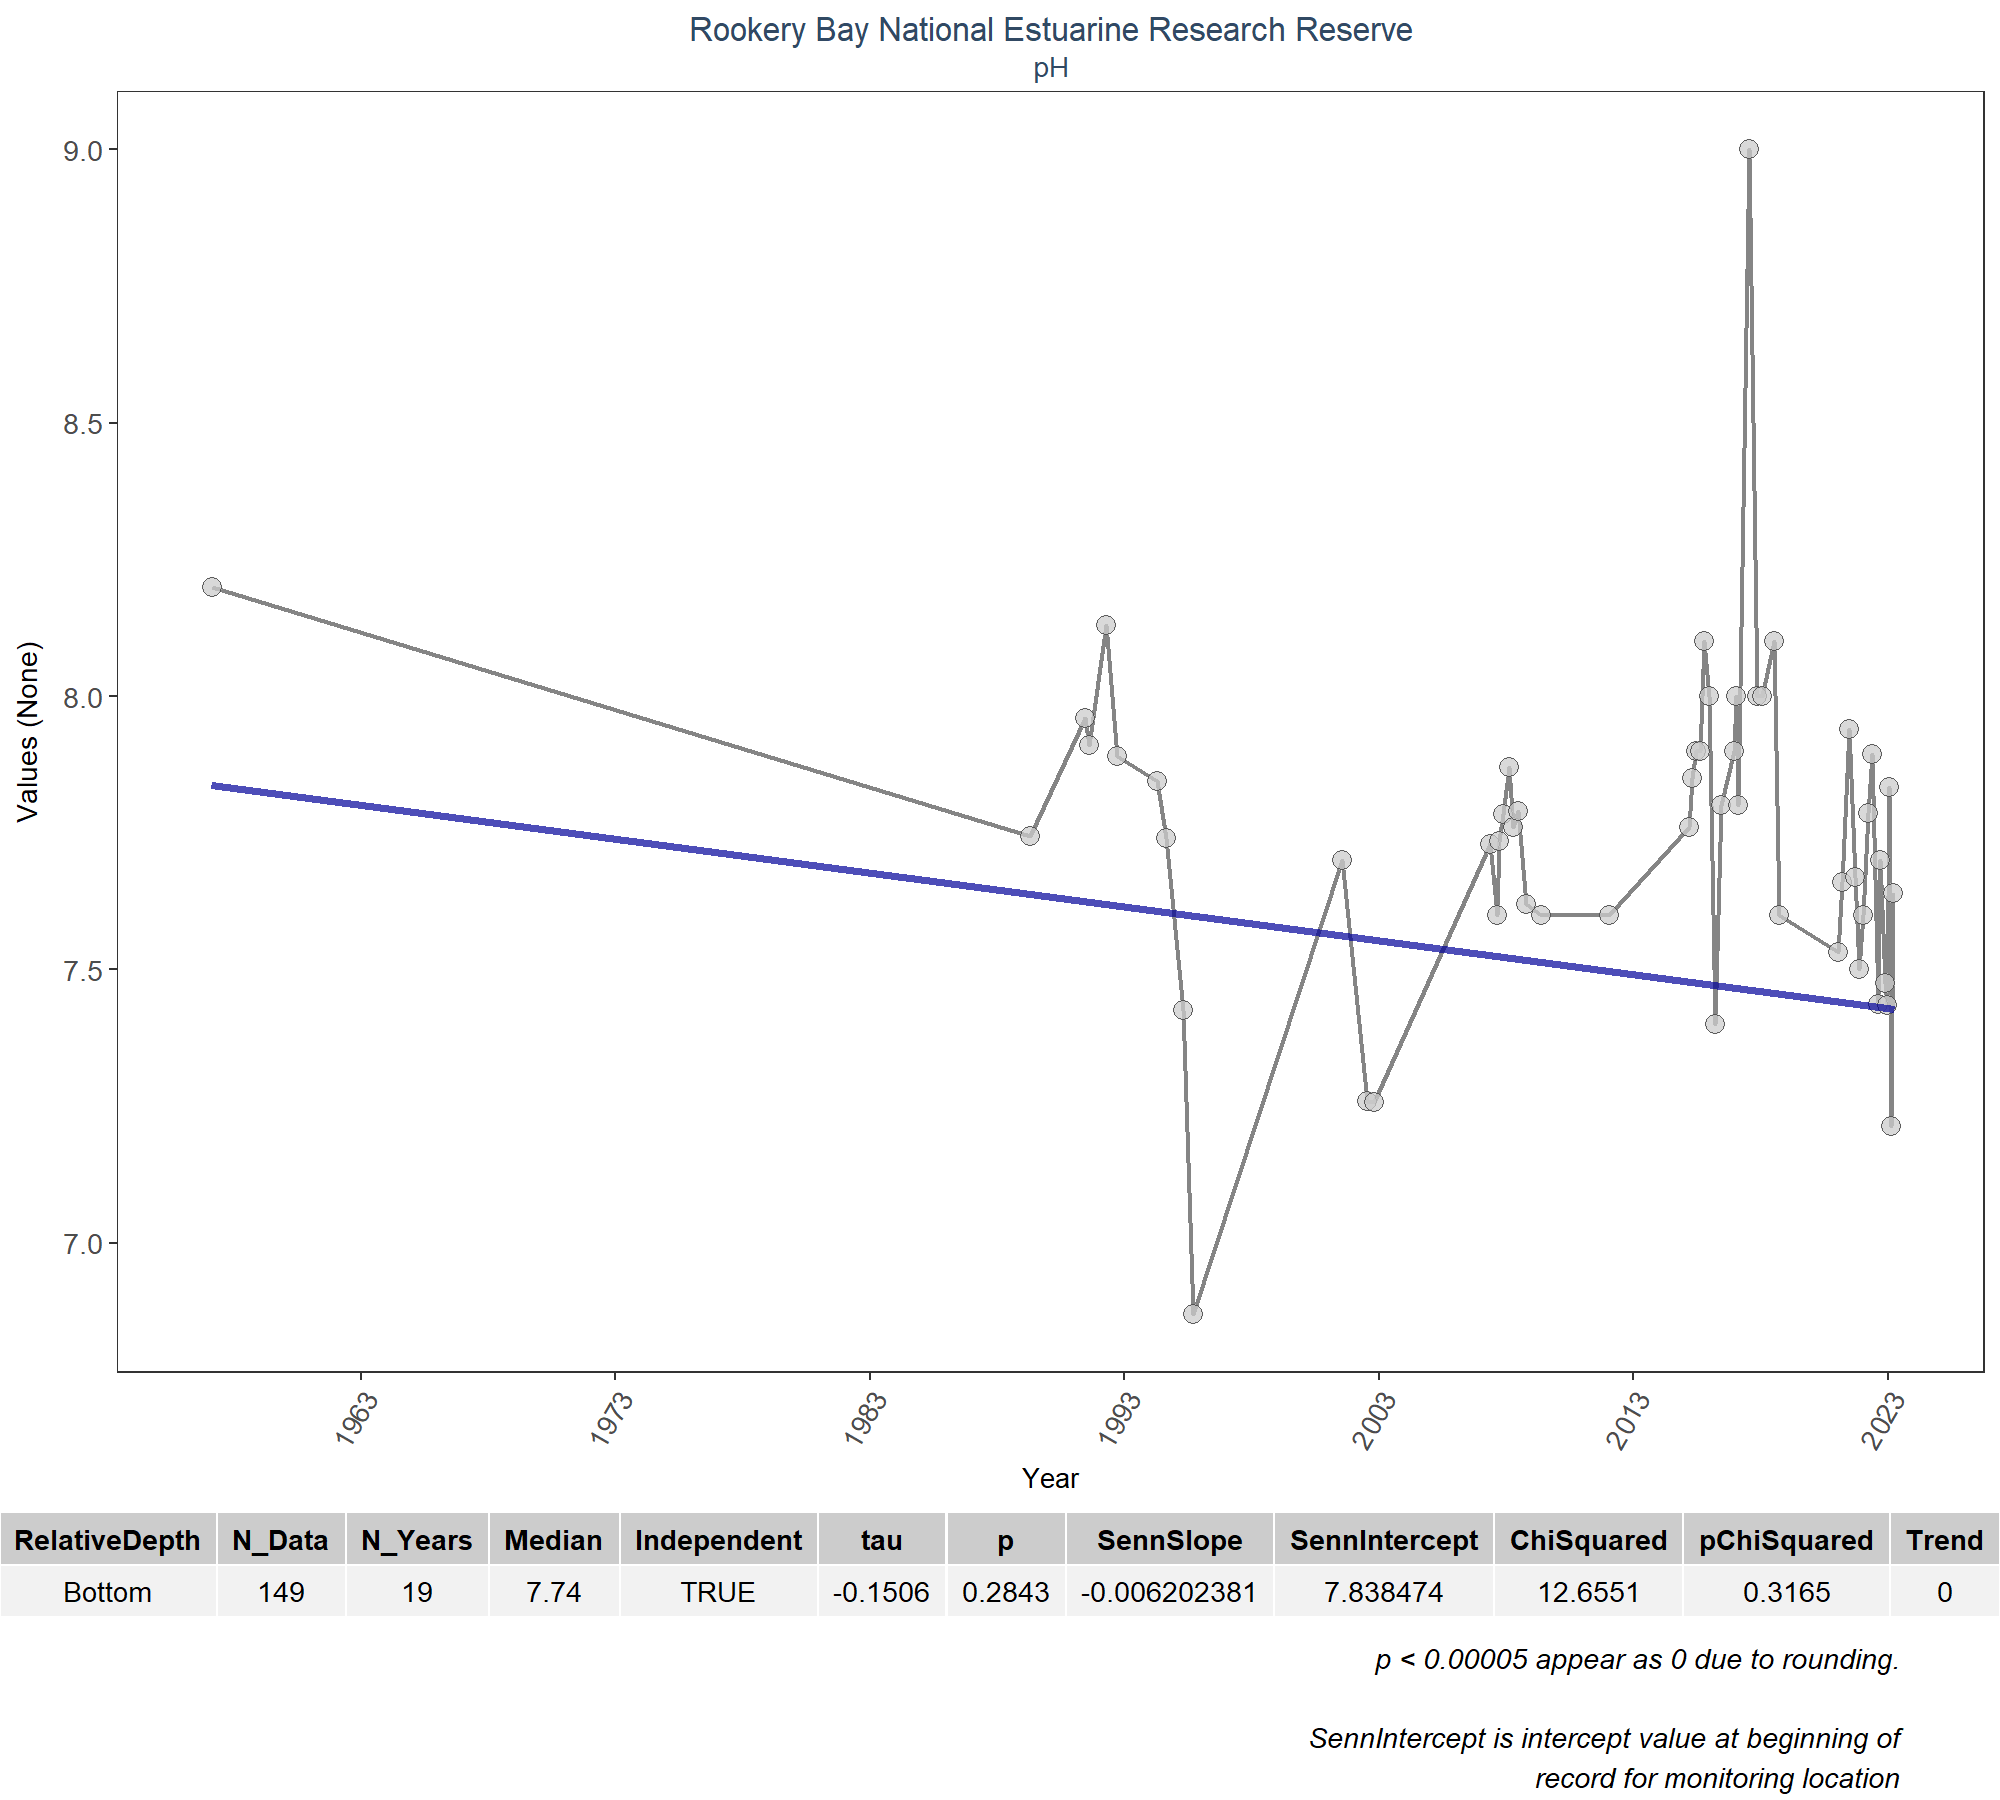 Rookery Bay National Estuarine Research Reserve
pH
9.0
8.5
8.0
7.5
7.0
Values (None)
1963 1973 1983 1993 2003 2013 2023
Year
RelativeDepth N_Data N_Years Median Independent tau p SennSlope SennIntercept ChiSquared pChiSquared Trend
Bottom 149 19 7.74 TRUE -0.1506 0.2843 -0.006202381 7.838474 12.6551 0.3165 0
p < 0.00005 appear as 0 due to rounding.
SennIntercept is intercept value at beginning of
record for monitoring location